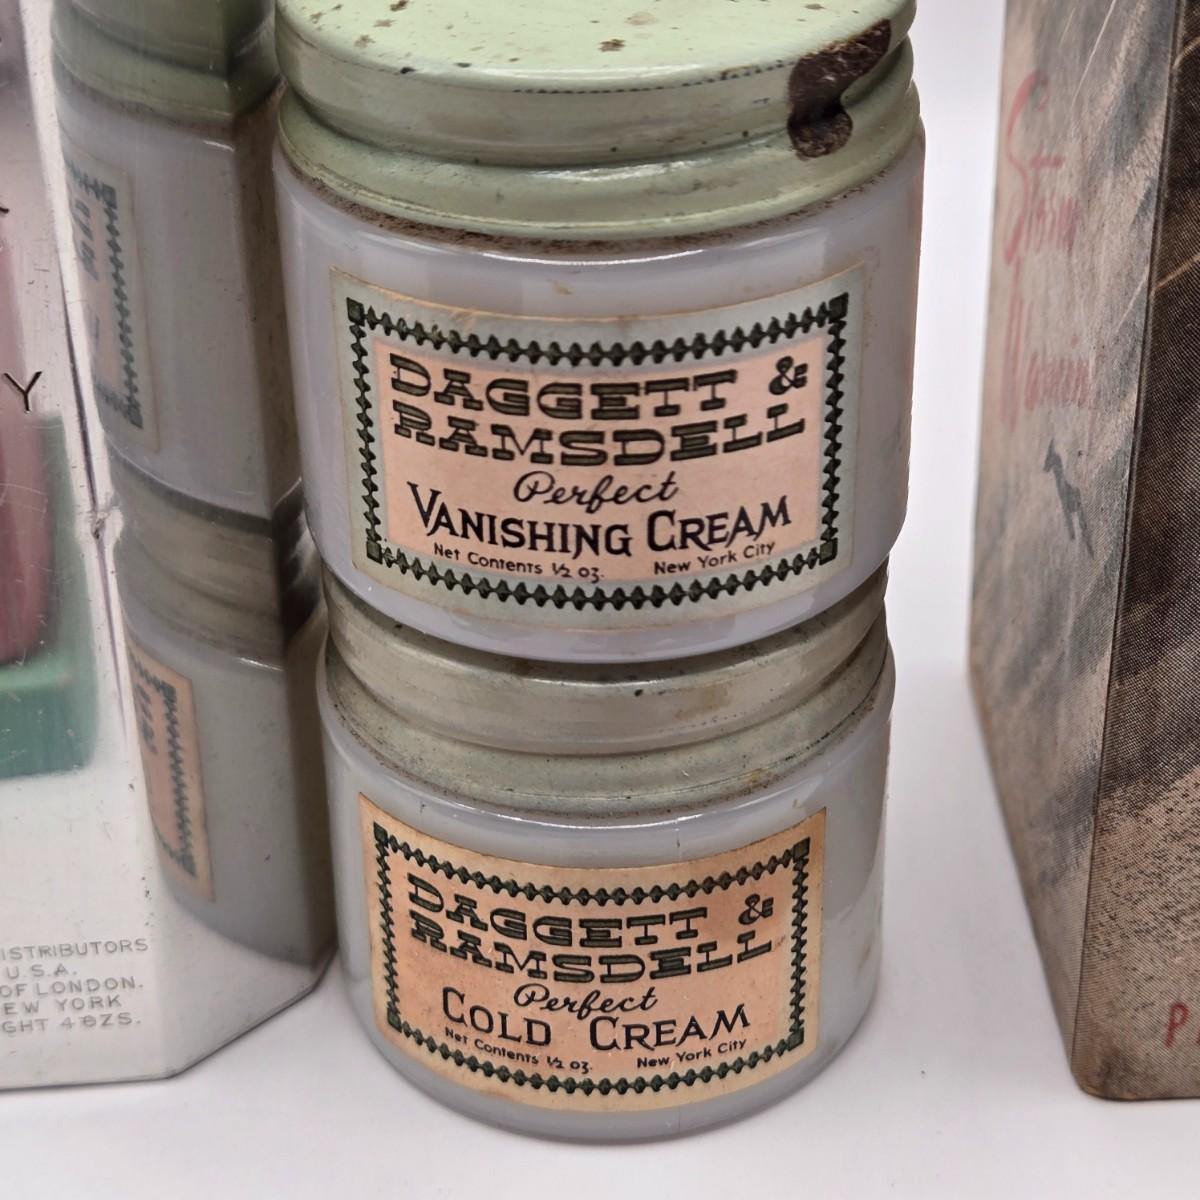 DAGGETT &
RAMSDELL
Perfect
VANISHING CREAM
Net Contents ½ oz. New York City
DAGGETT &
RAMSDELL
Perfect
COLD CREAM
Net Contents ½ oz. New York City
Y
ISTRIBUTORS
U.S.A.
OF LONDON.
EW YORK
GHT 4 OZS.
P